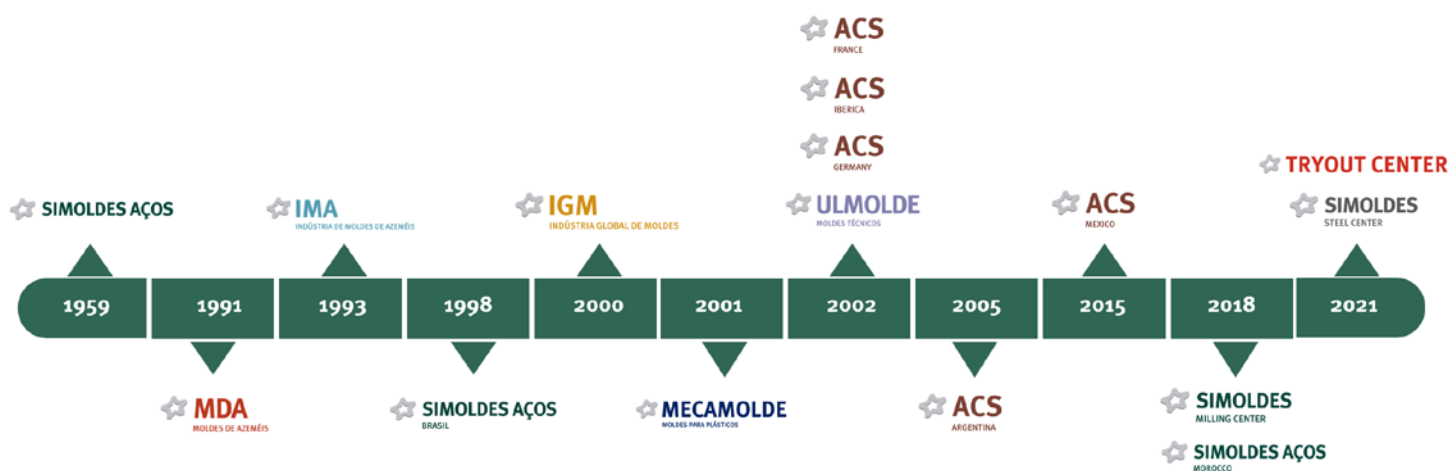 ACS
FRANCE
ACS
IBERICA
ACS
GERMANY
TRYOUT CENTER
SIMOLDES AÇOS
IMA
INDÚSTRIA DE MOLDES DE AZEMÉIS
IGM
INDÚSTRIA GLOBAL DE MOLDES
ULMOLDE
MOLDES TÉCNICOS
ACS
MEXICO
SIMOLDES
STEEL CENTER
1959
1991
1993
1998
2000
2001
2002
2005
2015
2018
2021
MDA
MOLDES DE AZEMÉIS
SIMOLDES AÇOS
BRASIL
MECAMOLDE
MOLDES PARA PLÁSTICOS
ACS
ARGENTINA
SIMOLDES
MILLING CENTER
SIMOLDES AÇOS
MOROCCO